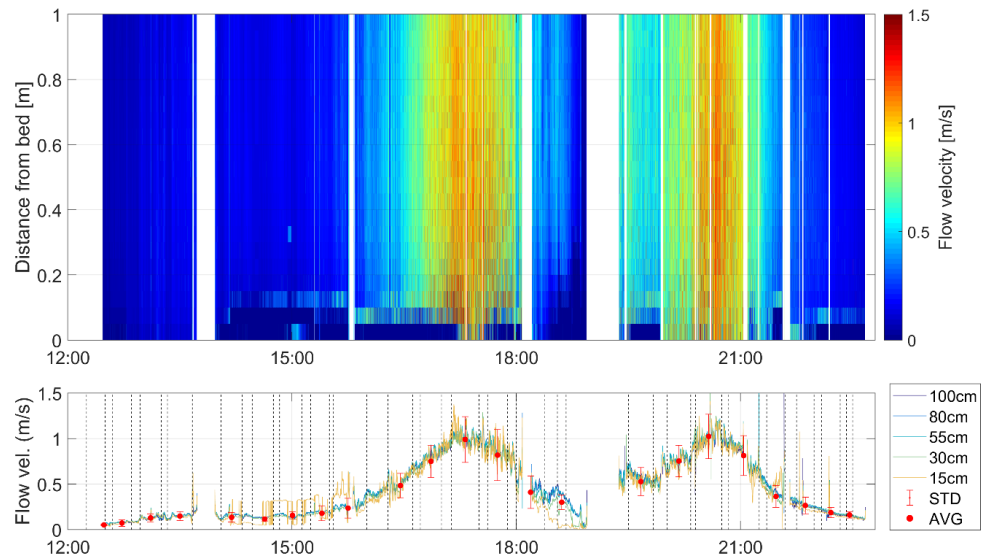 1
0.8
0.6
0.4
0.2
0
Distance from bed [m]
12:00 15:00 18:00 21:00
1.5
1
0.5
0
Flow velocity [m/s]
1.5
1
0.5
0
Flow vel. (m/s)
12:00 15:00 18:00 21:00
100cm
80cm
55cm
30cm
15cm
STD
AVG